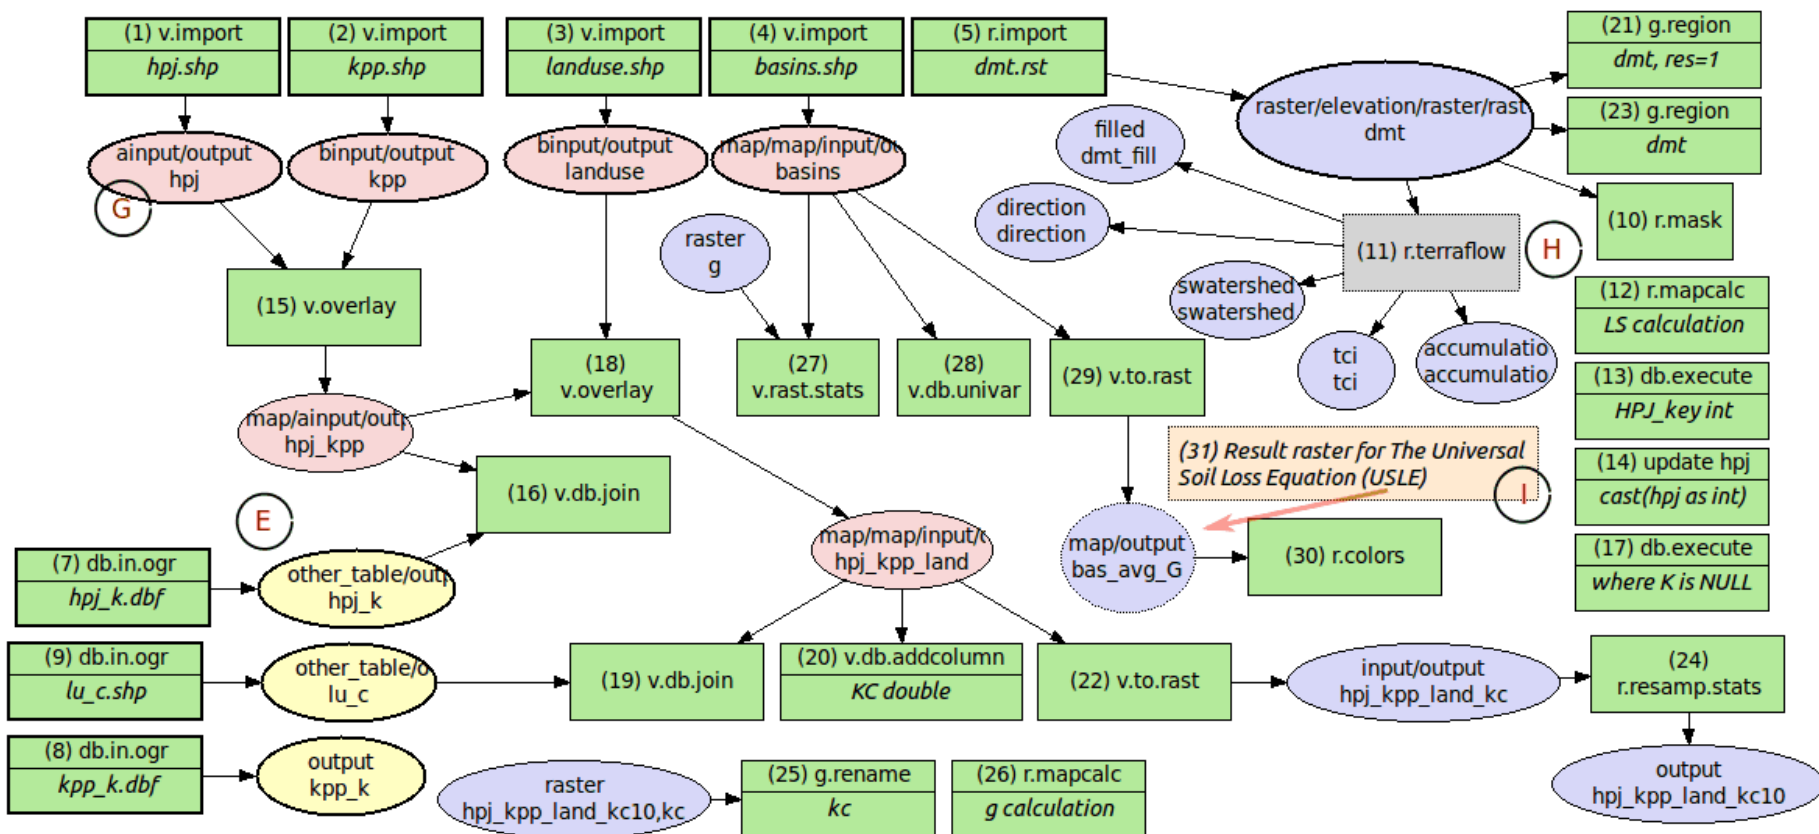 (1) v.import
hpj.shp
(2) v.import
kpp.shp
(3) v.import
landuse.shp
(4) v.import
basins.shp
(5) r.import
dmt.rst
(21) g.region
dmt, res=1
raster/elevation/raster/rast
dmt
(23) g.region
dmt
filled
dmt_fill
ainput/output
hpj
binput/output
kpp
binput/output
landuse
map/map/input/ou
basins
G
direction
direction
(10) r.mask
raster
g
(11) r.terraflow
H
swatershed
swatershed
(15) v.overlay
(12) r.mapcalc
LS calculation
tci
tci
accumulatio
accumulatio
(18)
v.overlay
(27)
v.rast.stats
(28)
v.db.univar
(29) v.to.rast
(13) db.execute
HPJ_key int
map/ainput/outp
hpj_kpp
(31) Result raster for The Universal
Soil Loss Equation (USLE)
I
(14) update hpj
cast(hpj as int)
(16) v.db.join
E
map/map/input/o
hpj_kpp_land
map/output
bas_avg_G
(30) r.colors
(17) db.execute
where K is NULL
(7) db.in.ogr
hpj_k.dbf
other_table/outp
hpj_k
(9) db.in.ogr
lu_c.shp
other_table/o
lu_c
(19) v.db.join
(20) v.db.addcolumn
KC double
(22) v.to.rast
input/output
hpj_kpp_land_kc
(24)
r.resamp.stats
(8) db.in.ogr
kpp_k.dbf
output
kpp_k
raster
hpj_kpp_land_kc10,kc
(25) g.rename
kc
(26) r.mapcalc
g calculation
output
hpj_kpp_land_kc10